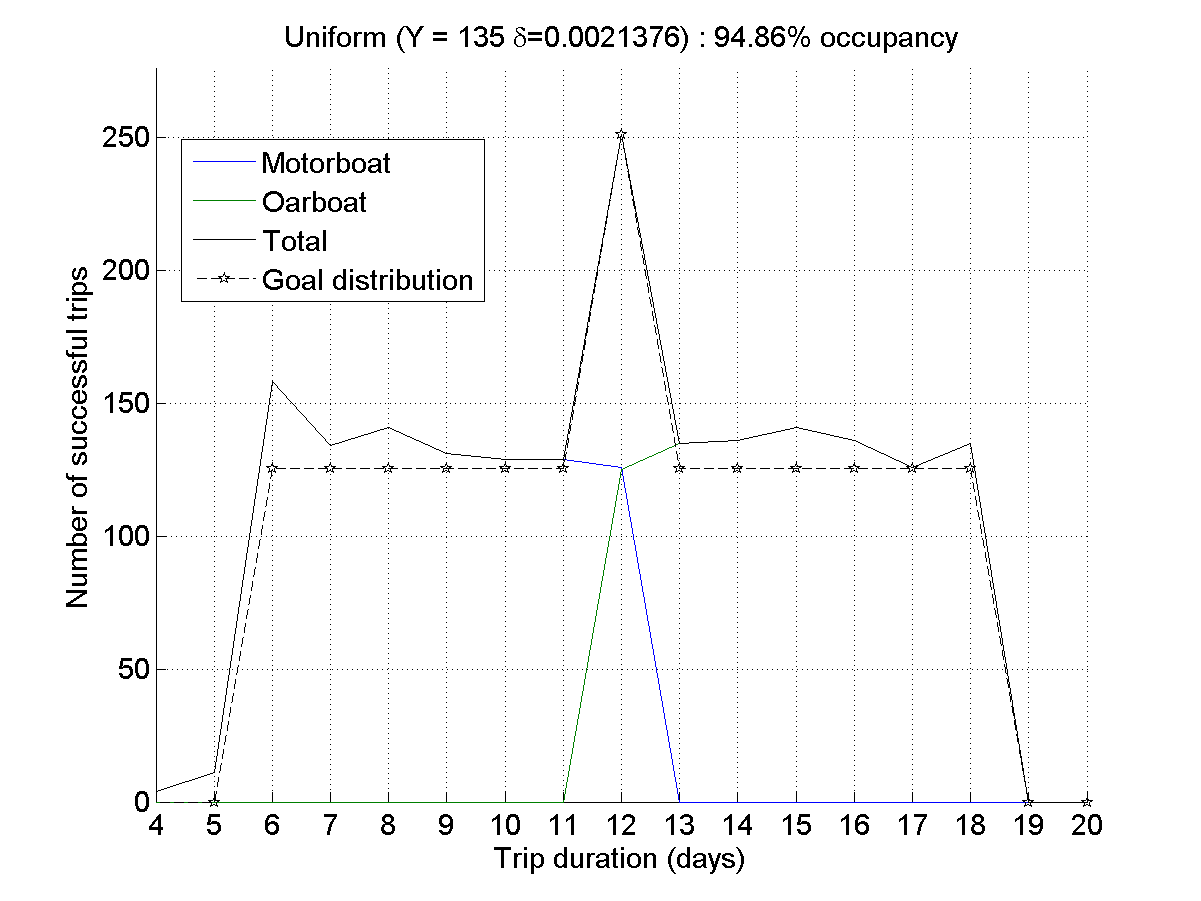 Uniform (Y = 135 δ=0.0021376) : 94.86% occupancy
Number of successful trips
250
200
150
100
50
0
Motorboat
Oarboat
Total
Goal distribution
4 5 6 7 8 9 10 11 12 13 14 15 16 17 18 19 20
Trip duration (days)